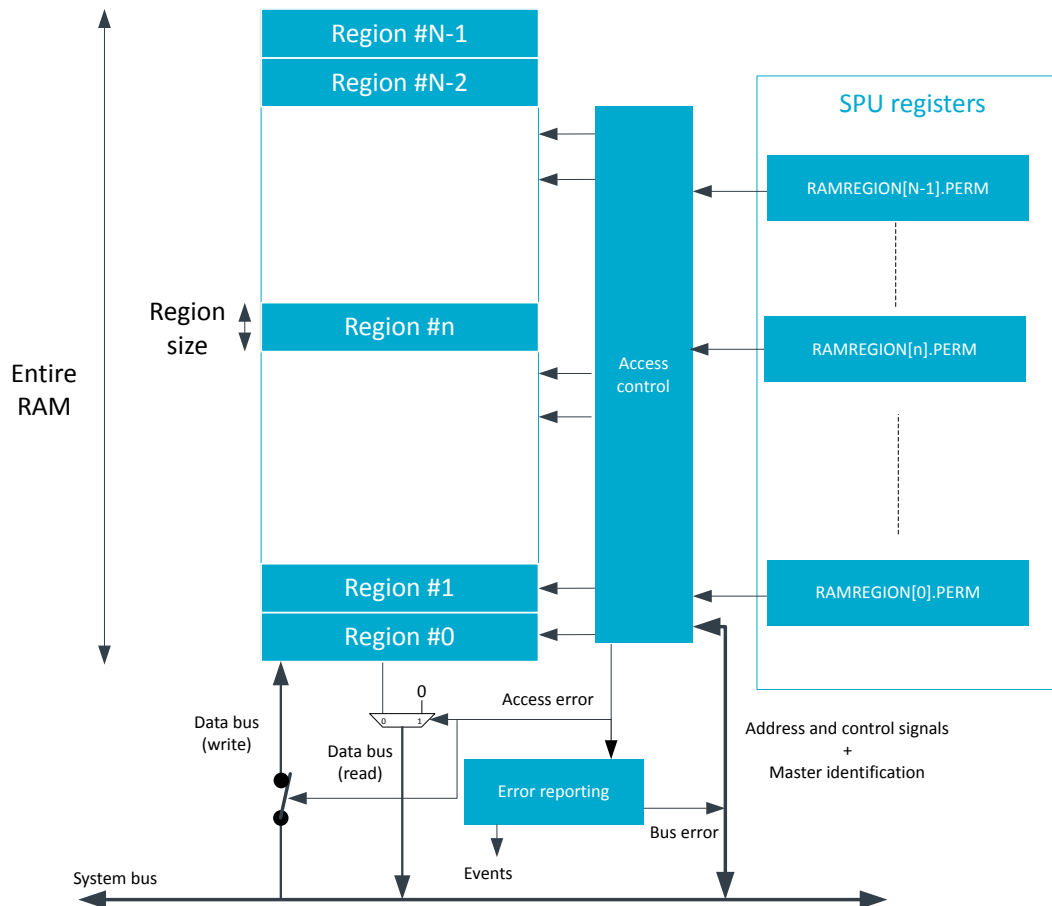 Region #N-1
Region #N-2
SPU registers
RAMREGION[N-1].PERM
Region
size
Region #n
RAMREGION[n].PERM
Access
control
Entire
RAM
Region #1
RAMREGION[0].PERM
Region #0
0
Access error
0 1
Data bus
(write)
Data bus
(read)
Address and control signals
+
Master identification
Error reporting
Bus error
Events
System bus